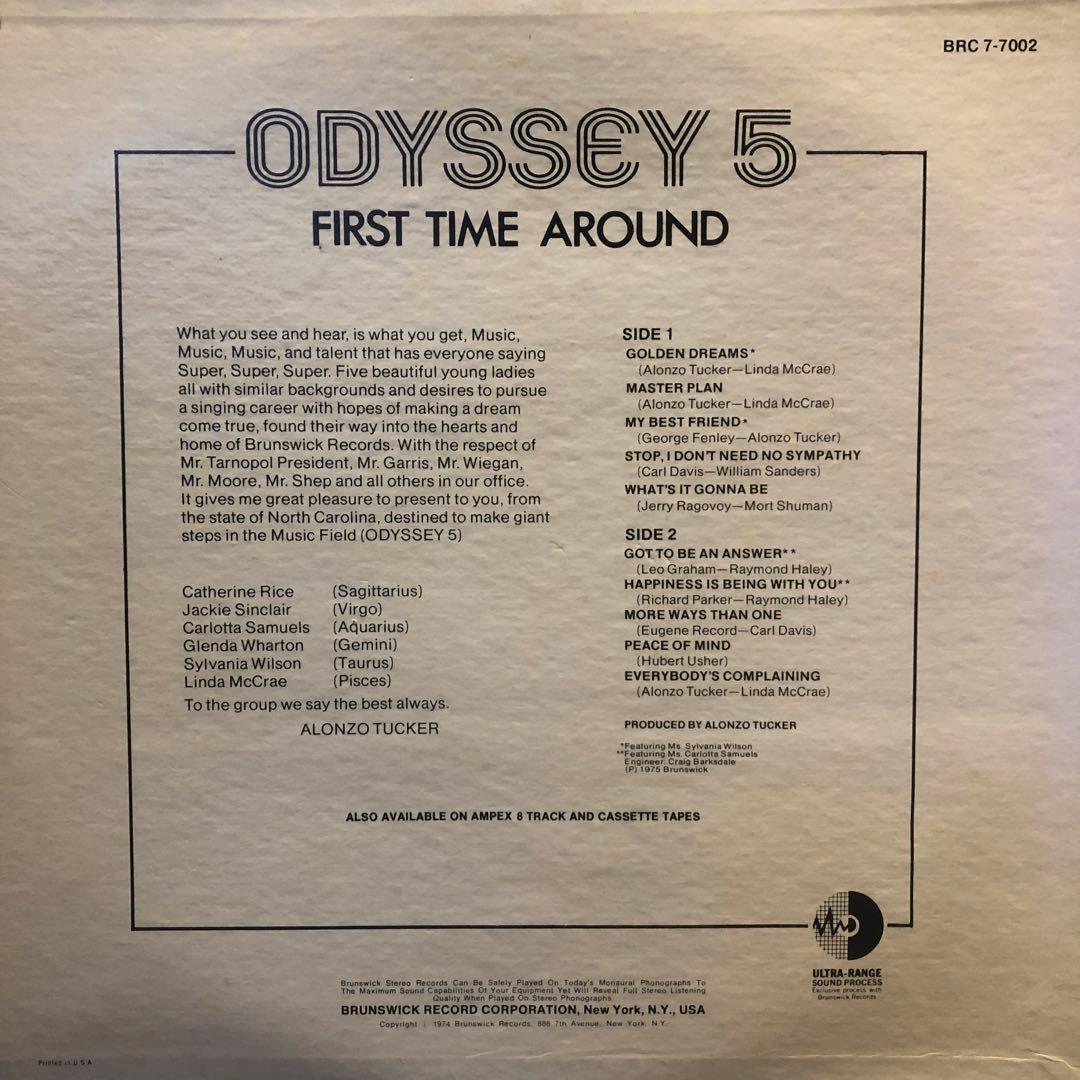 BRC 7-7002
ODYSSEY 5
FIRST TIME AROUND
What you see and hear, is what you get, Music,
Music, Music, and talent that has everyone saying
Super, Super, Super. Five beautiful young ladies
all with similar backgrounds and desires to pursue
a singing career with hopes of making a dream
come true, found their way into the hearts and
home of Brunswick Records. With the respect of
Mr. Tarnopol President, Mr. Garris, Mr. Wiegan,
Mr. Moore, Mr. Shep and all others in our office.
It gives me great pleasure to present to you, from
the state of North Carolina, destined to make giant
steps in the Music Field (ODYSSEY 5)
Catherine Rice (Sagittarius)
Jackie Sinclair (Virgo)
Carlotta Samuels (Aquarius)
Glenda Wharton (Gemini)
Sylvania Wilson (Taurus)
Linda McCrae (Pisces)
To the group we say the best always.
ALONZO TUCKER
SIDE 1
GOLDEN DREAMS*
(Alonzo Tucker—Linda McCrae)
MASTER PLAN
(Alonzo Tucker—Linda McCrae)
MY BEST FRIEND*
(George Fenley—Alonzo Tucker)
STOP, I DON'T NEED NO SYMPATHY
(Carl Davis—William Sanders)
WHAT'S IT GONNA BE
(Jerry Ragovoy—Mort Shuman)
SIDE 2
GOT TO BE AN ANSWER**
(Leo Graham—Raymond Haley)
HAPPINESS IS BEING WITH YOU**
(Richard Parker—Raymond Haley)
MORE WAYS THAN ONE
(Eugene Record—Carl Davis)
PEACE OF MIND
(Hubert Usher)
EVERYBODY'S COMPLAINING
(Alonzo Tucker—Linda McCrae)
PRODUCED BY ALONZO TUCKER
*Featuring Ms. Sylvania Wilson
**Featuring Ms. Carlotta Samuels
Engineer: Craig Barksdale
(P) 1975 Brunswick
ALSO AVAILABLE ON AMPEX 8 TRACK AND CASSETTE TAPES
ULTRA-RANGE
SOUND PROCESS
Exclusive process with
Brunswick Records
Brunswick Stereo Records Can Be Safely Played On Today's Monaural Phonographs To
The Maximum Sound Capabilities Of Your Equipment Yet Will Reveal Full Stereo Listening
Quality When Played On Stereo Phonographs.
BRUNSWICK RECORD CORPORATION, New York, N.Y., USA
Copyright 1974 Brunswick Records, 888 7th Avenue, New York, N.Y.
Printed in U.S.A.